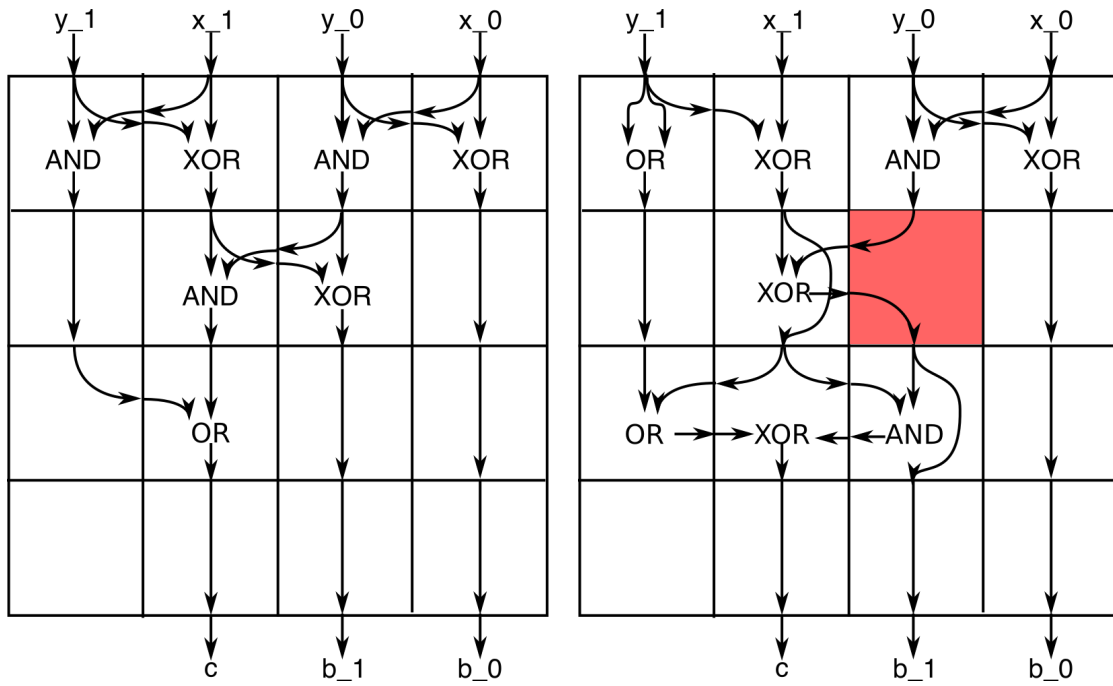 y_1 x_1 y_0 x_0 y_1 x_1 y_0 x_0
AND XOR AND XOR OR XOR AND XOR
AND XOR XOR
OR OR XOR AND
c b_1 b_0 c b_1 b_0